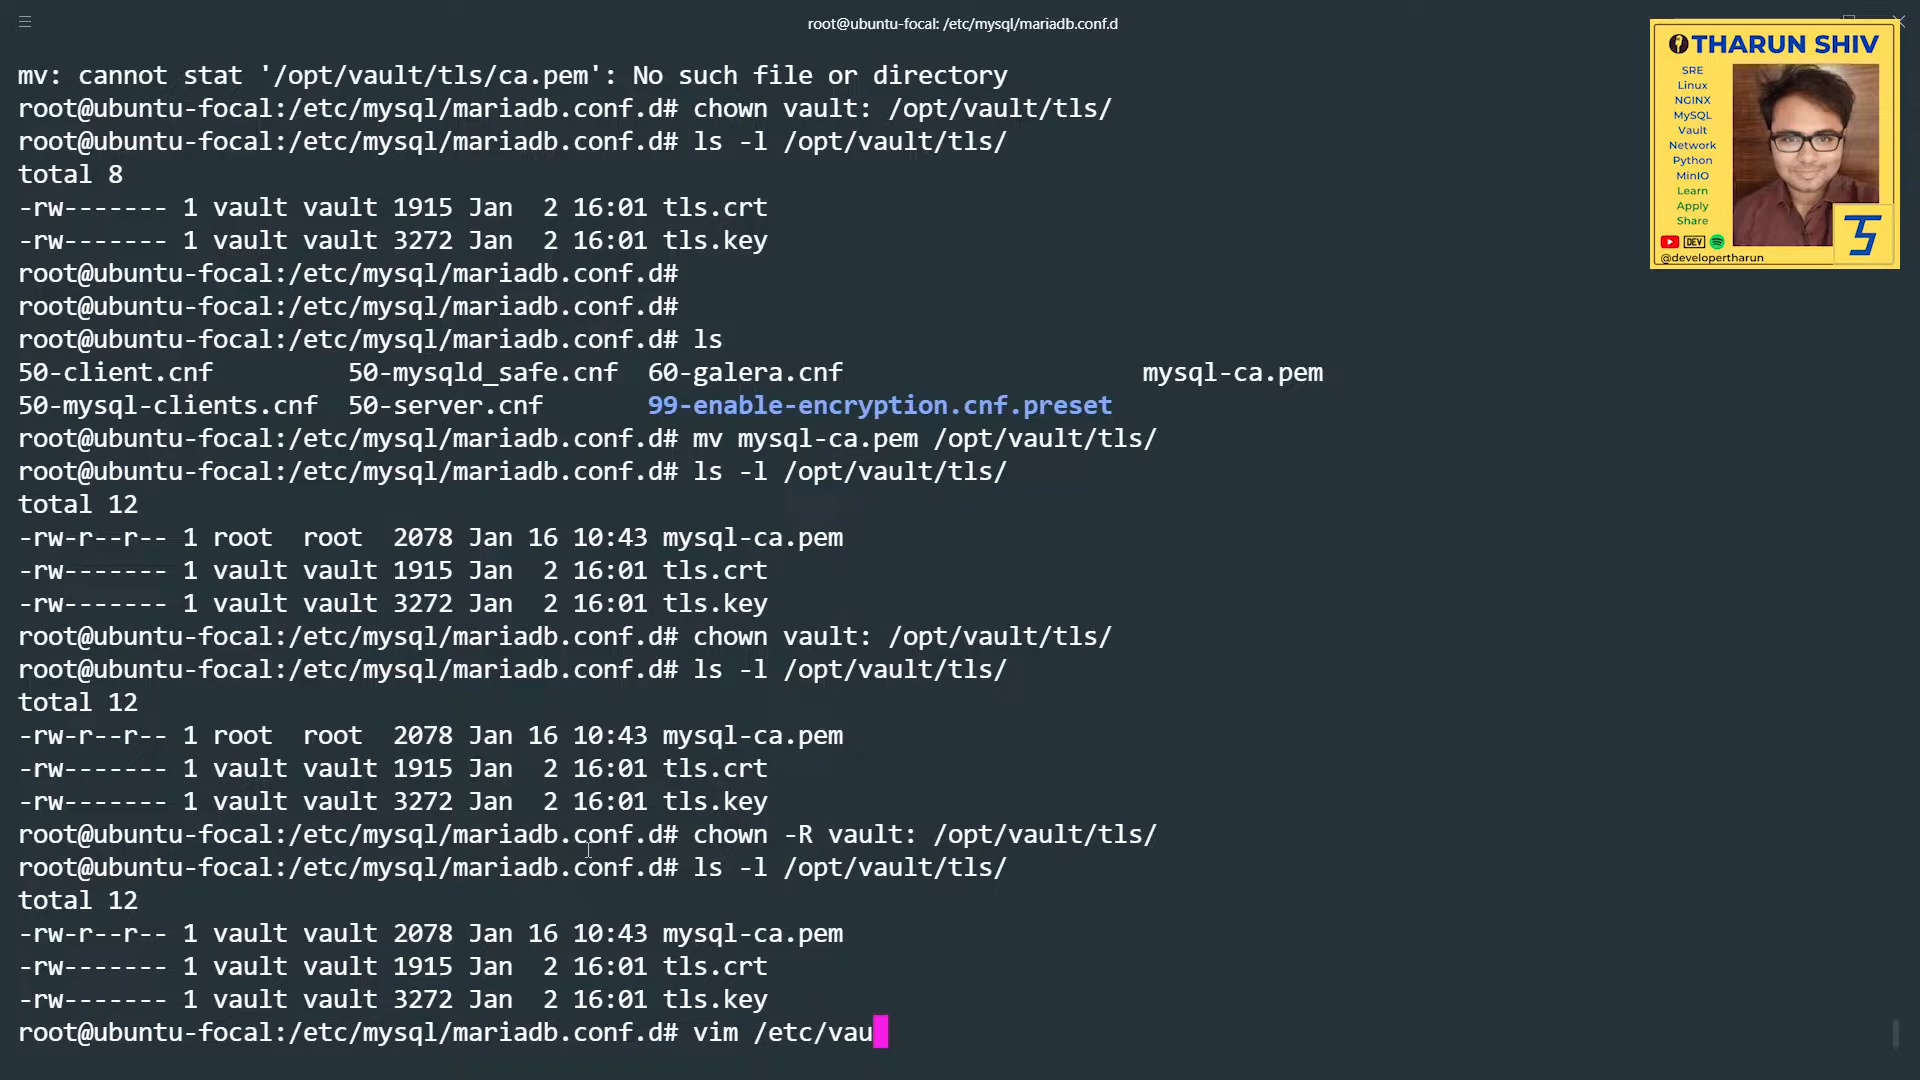 root@ubuntu-focal: /etc/mysql/mariadb.conf.d
mv: cannot stat '/opt/vault/tls/ca.pem': No such file or directory
root@ubuntu-focal:/etc/mysql/mariadb.conf.d# chown vault: /opt/vault/tls/
root@ubuntu-focal:/etc/mysql/mariadb.conf.d# ls -l /opt/vault/tls/
total 8
-rw------- 1 vault vault 1915 Jan  2 16:01 tls.crt
-rw------- 1 vault vault 3272 Jan  2 16:01 tls.key
root@ubuntu-focal:/etc/mysql/mariadb.conf.d#
root@ubuntu-focal:/etc/mysql/mariadb.conf.d#
root@ubuntu-focal:/etc/mysql/mariadb.conf.d# ls
50-client.cnf         50-mysqld_safe.cnf  60-galera.cnf                    mysql-ca.pem
50-mysql-clients.cnf  50-server.cnf       99-enable-encryption.cnf.preset
root@ubuntu-focal:/etc/mysql/mariadb.conf.d# mv mysql-ca.pem /opt/vault/tls/
root@ubuntu-focal:/etc/mysql/mariadb.conf.d# ls -l /opt/vault/tls/
total 12
-rw-r--r-- 1 root  root  2078 Jan 16 10:43 mysql-ca.pem
-rw------- 1 vault vault 1915 Jan  2 16:01 tls.crt
-rw------- 1 vault vault 3272 Jan  2 16:01 tls.key
root@ubuntu-focal:/etc/mysql/mariadb.conf.d# chown vault: /opt/vault/tls/
root@ubuntu-focal:/etc/mysql/mariadb.conf.d# ls -l /opt/vault/tls/
total 12
-rw-r--r-- 1 root  root  2078 Jan 16 10:43 mysql-ca.pem
-rw------- 1 vault vault 1915 Jan  2 16:01 tls.crt
-rw------- 1 vault vault 3272 Jan  2 16:01 tls.key
root@ubuntu-focal:/etc/mysql/mariadb.conf.d# chown -R vault: /opt/vault/tls/
root@ubuntu-focal:/etc/mysql/mariadb.conf.d# ls -l /opt/vault/tls/
total 12
-rw-r--r-- 1 vault vault 2078 Jan 16 10:43 mysql-ca.pem
-rw------- 1 vault vault 1915 Jan  2 16:01 tls.crt
-rw------- 1 vault vault 3272 Jan  2 16:01 tls.key
root@ubuntu-focal:/etc/mysql/mariadb.conf.d# vim /etc/vau
THARUN SHIV
SRE
Linux
NGINX
MySQL
Vault
Network
Python
MinIO
Learn
Apply
Share
DEV
TS
@developertharun